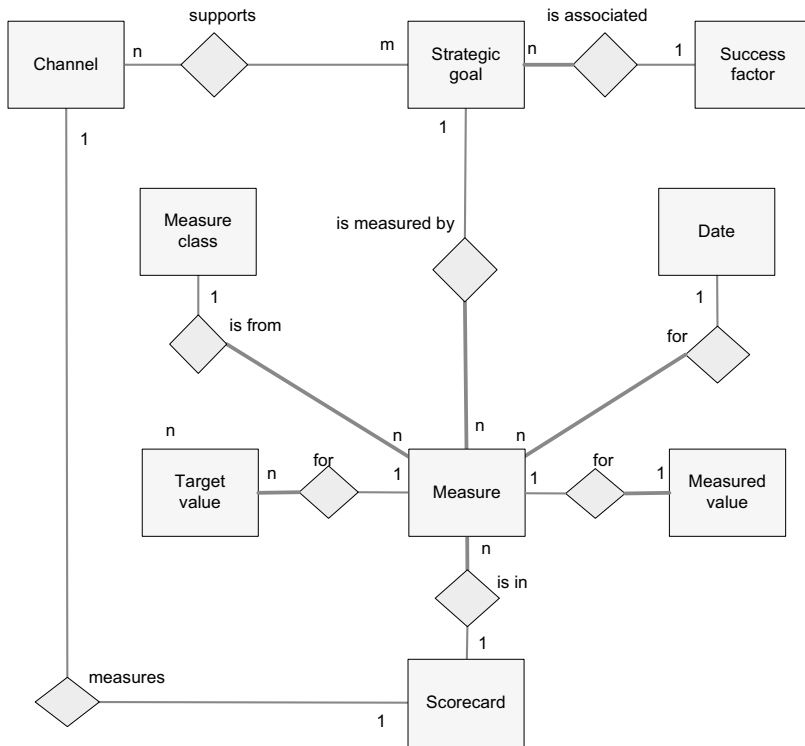 supports
is associated
Channel
n
m
Strategic
goal
n
1
Success
factor
1
1
Measure
class
is measured by
Date
1
is from
1
for
n
n
n
n
Target
value
n
for
1
Measure
1
for
1
Measured
value
n
is in
1
measures
1
Scorecard